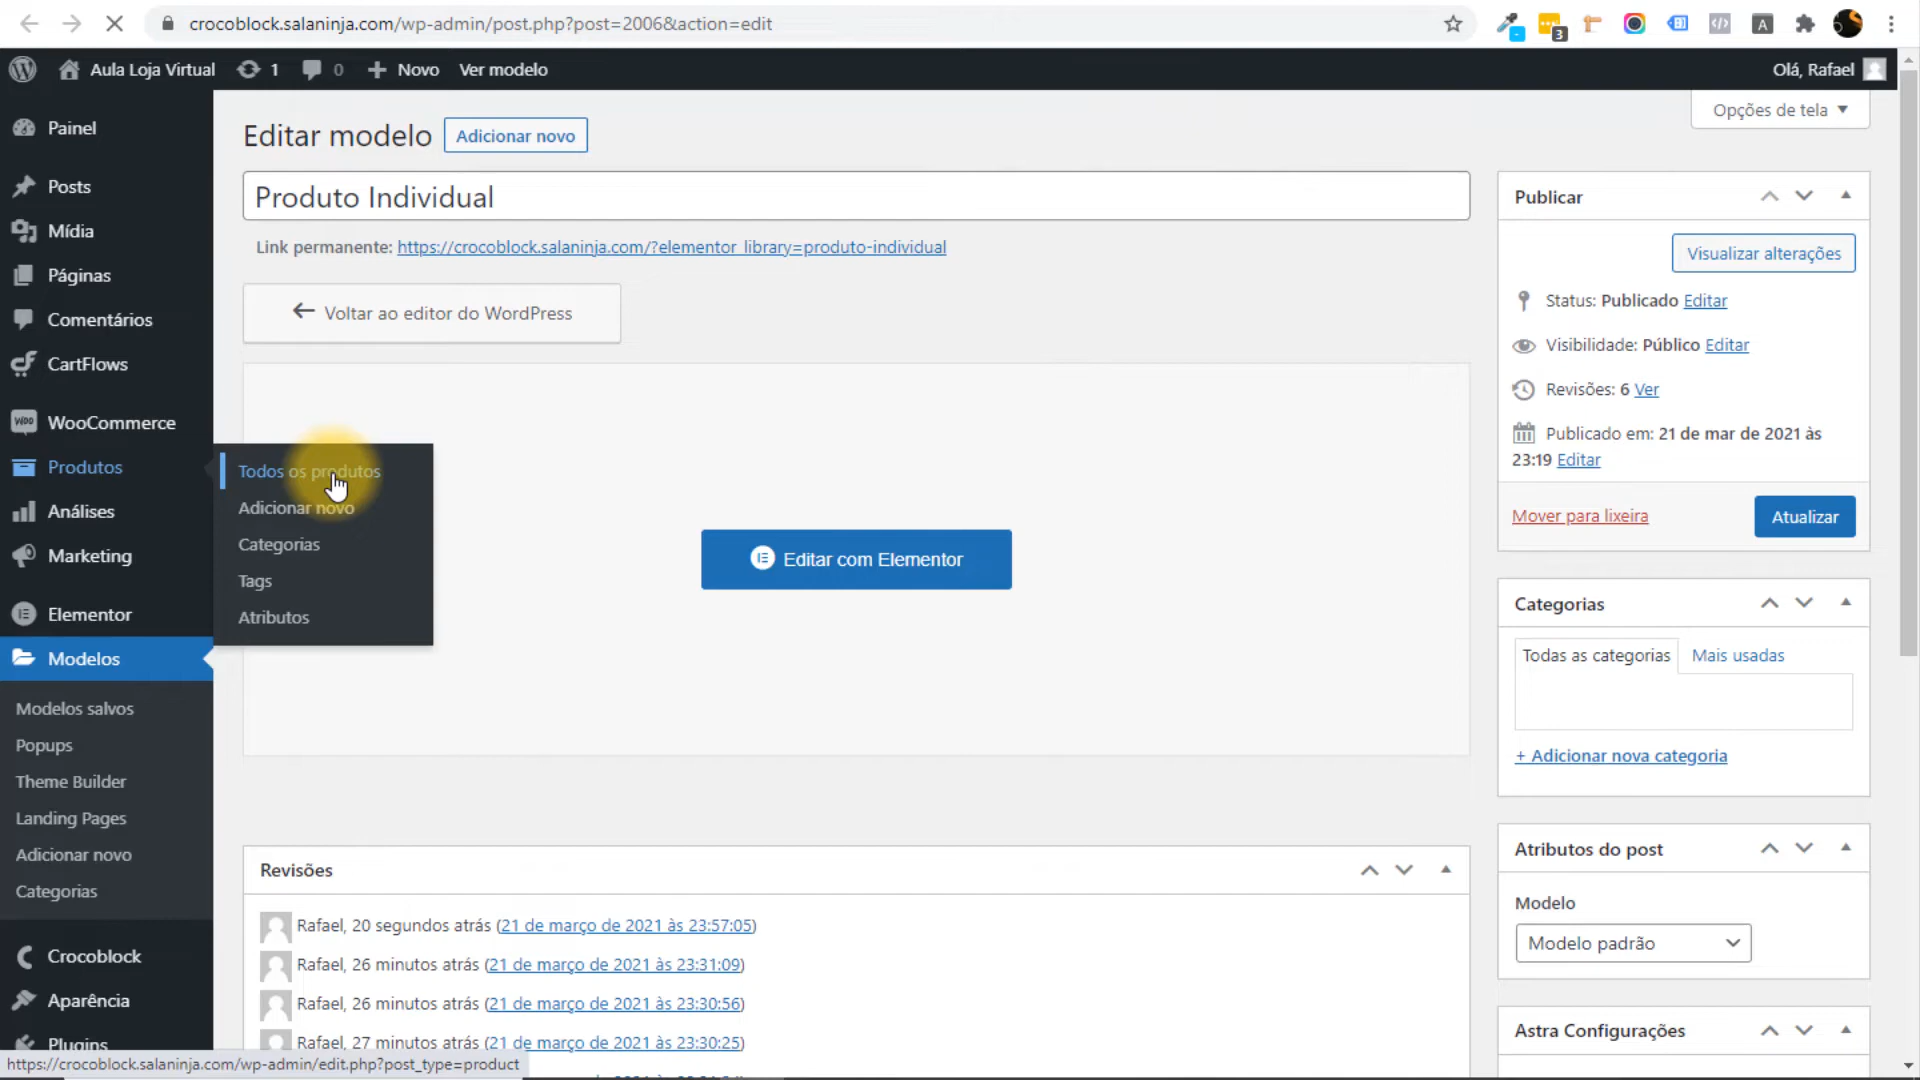 crocoblock.salaninja.com/wp-admin/post.php?post=2006&action=edit
3
A
Aula Loja Virtual
1
0
Novo
Ver modelo
Olá, Rafael
Painel
Posts
Mídia
Páginas
Comentários
CartFlows
WooCommerce
Produtos
Análises
Marketing
Elementor
Modelos
Modelos salvos
Popups
Theme Builder
Landing Pages
Adicionar novo
Categorias
Crocoblock
Aparência
Plugins
Todos os produtos
Adicionar novo
Categorias
Tags
Atributos
Opções de tela
Editar modelo
Adicionar novo
Produto Individual
Link permanente: https://crocoblock.salaninja.com/?elementor_library=produto-individual
Voltar ao editor do WordPress
Editar com Elementor
Revisões
Rafael, 20 segundos atrás (21 de março de 2021 às 23:57:05)
Rafael, 26 minutos atrás (21 de março de 2021 às 23:31:09)
Rafael, 26 minutos atrás (21 de março de 2021 às 23:30:56)
Rafael, 27 minutos atrás (21 de março de 2021 às 23:30:25)
Publicar
Visualizar alterações
Status: Publicado Editar
Visibilidade: Público Editar
Revisões: 6 Ver
Publicado em: 21 de mar de 2021 às
23:19 Editar
Mover para lixeira
Atualizar
Categorias
Todas as categorias
Mais usadas
+ Adicionar nova categoria
Atributos do post
Modelo
Modelo padrão
Astra Configurações
https://crocoblock.salaninja.com/wp-admin/edit.php?post_type=product